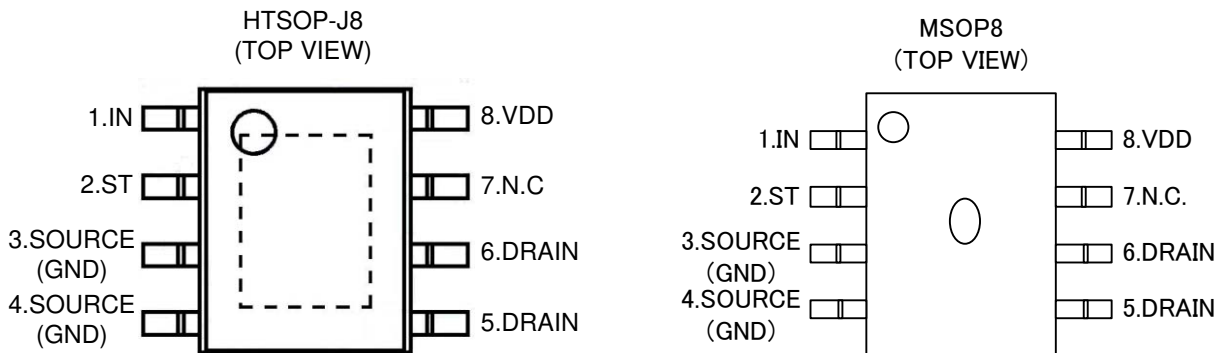 HTSOP-J8
(TOP VIEW)
1.IN
2.ST
3.SOURCE
(GND)
4.SOURCE
(GND)
8.VDD
7.N.C
6.DRAIN
5.DRAIN
MSOP8
(TOP VIEW)
1.IN
2.ST
3.SOURCE
(GND)
4.SOURCE
(GND)
8.VDD
7.N.C.
6.DRAIN
5.DRAIN